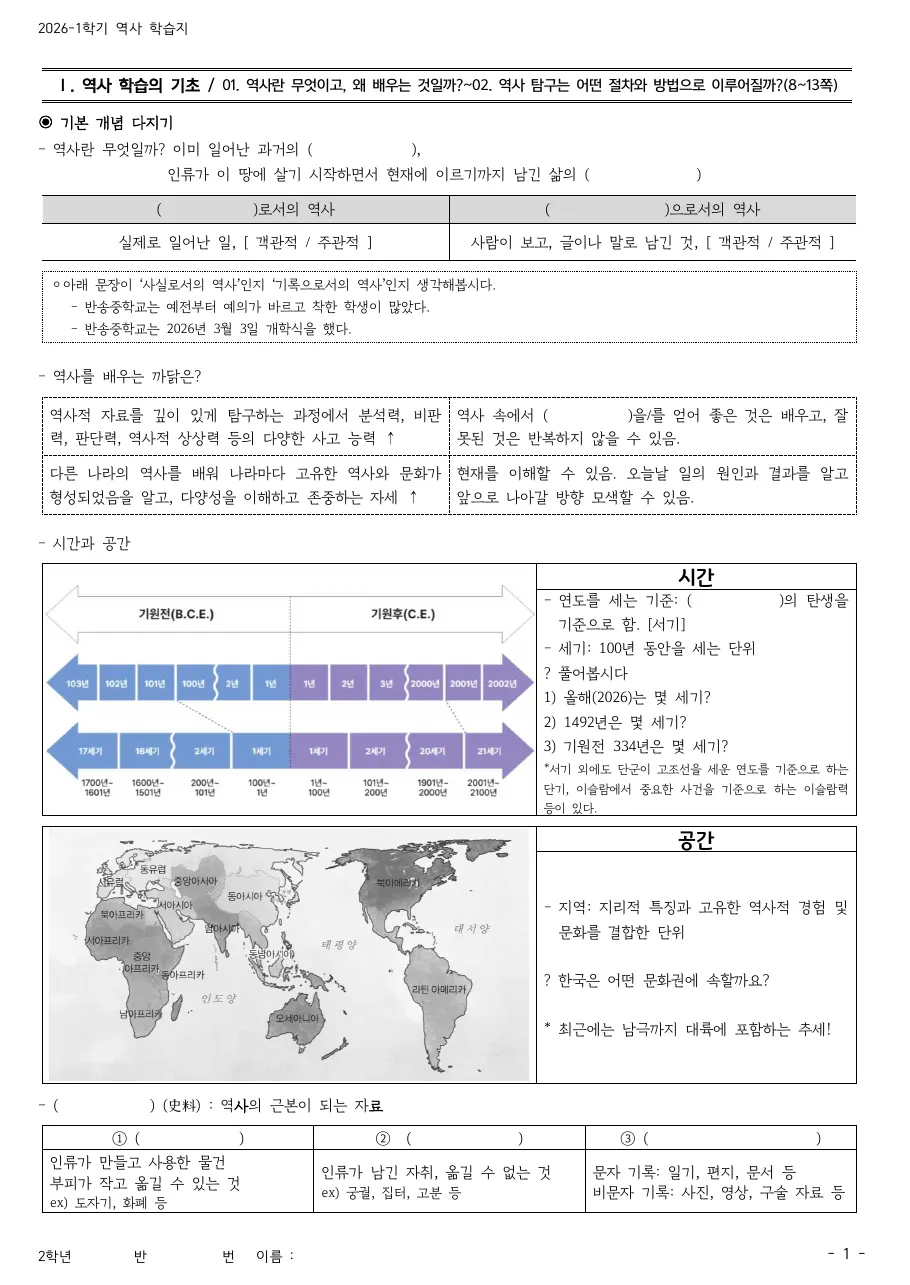 2026-1학기 역사 학습지
Ⅰ. 역사 학습의 기초 / 01. 역사란 무엇이고, 왜 배우는 것일까?~02. 역사 탐구는 어떤 절차와 방법으로 이루어질까?(8~13쪽)
◉ 기본 개념 다지기
- 역사란 무엇일까? 이미 일어난 과거의 ( ),
인류가 이 땅에 살기 시작하면서 현재에 이르기까지 남긴 삶의 ( )
( )로서의 역사
( )으로서의 역사
실제로 일어난 일, [ 객관적 / 주관적 ]
사람이 보고, 글이나 말로 남긴 것, [ 객관적 / 주관적 ]
○아래 문장이 ‘사실로서의 역사’인지 ‘기록으로서의 역사’인지 생각해봅시다.
- 반송중학교는 예전부터 예의가 바르고 착한 학생이 많았다.
- 반송중학교는 2026년 3월 3일 개학식을 했다.
- 역사를 배우는 까닭은?
역사적 자료를 깊이 있게 탐구하는 과정에서 분석력, 비판
력, 판단력, 역사적 상상력 등의 다양한 사고 능력 ↑
역사 속에서 ( )을/를 얻어 좋은 것은 배우고, 잘
못된 것은 반복하지 않을 수 있음.
다른 나라의 역사를 배워 나라마다 고유한 역사와 문화가
형성되었음을 알고, 다양성을 이해하고 존중하는 자세 ↑
현재를 이해할 수 있음. 오늘날 일의 원인과 결과를 알고
앞으로 나아갈 방향 모색할 수 있음.
- 시간과 공간
기원전(B.C.E.) 기원후(C.E.)
103년 102년 101년 100년 2년 1년 1년 2년 3년 2000년 2001년 2002년
17세기 16세기 2세기 1세기 1세기 2세기 20세기 21세기
1700년~ 1600년~ 200년~ 100년~ 1년~ 101년~ 1901년~ 2001년~
1601년 1501년 101년 1년 100년 200년 2000년 2100년
시간
- 연도를 세는 기준: ( )의 탄생을
기준으로 함. [서기]
- 세기: 100년 동안을 세는 단위
? 풀어봅시다
1) 올해(2026)는 몇 세기?
2) 1492년은 몇 세기?
3) 기원전 334년은 몇 세기?
*서기 외에도 단군이 고조선을 세운 연도를 기준으로 하는
단기, 이슬람에서 중요한 사건을 기준으로 하는 이슬람력
등이 있다.
동유럽
서유럽
중앙아시아
북아메리카
동아시아
서아시아
북아프리카
남아시아
대서양
서아프리카
태평양
동남아시아
중앙
아프리카
동아프리카
라틴 아메리카
인도양
남아프리카
오세아니아
공간
- 지역: 지리적 특징과 고유한 역사적 경험 및
문화를 결합한 단위
? 한국은 어떤 문화권에 속할까요?
* 최근에는 남극까지 대륙에 포함하는 추세!
- ( ) (史料) : 역사의 근본이 되는 자료
① ( )
② ( )
③ ( )
인류가 만들고 사용한 물건
부피가 작고 옮길 수 있는 것
ex) 도자기, 화폐 등
인류가 남긴 자취, 옮길 수 없는 것
ex) 궁궐, 집터, 고분 등
문자 기록: 일기, 편지, 문서 등
비문자 기록: 사진, 영상, 구술 자료 등
2학년 반 번 이름 :
- 1 -